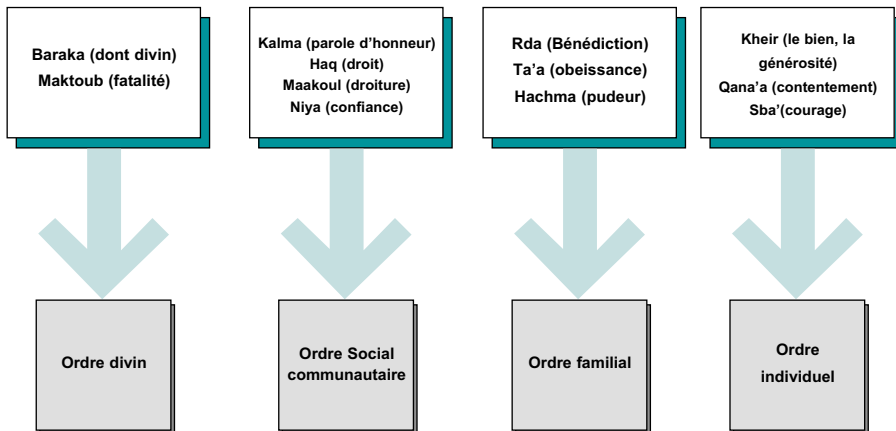 Baraka (dont divin)
Maktoub (fatalité)
Kalma (parole d'honneur)
Haq (droit)
Maakoul (droiture)
Niya (confiance)
Rda (Bénédiction)
Ta'a (obeissance)
Hachma (pudeur)
Kheir (le bien, la
générosité)
Qana'a (contentement)
Sba'(courage)
Ordre divin
Ordre Social
communautaire
Ordre familial
Ordre
individuel